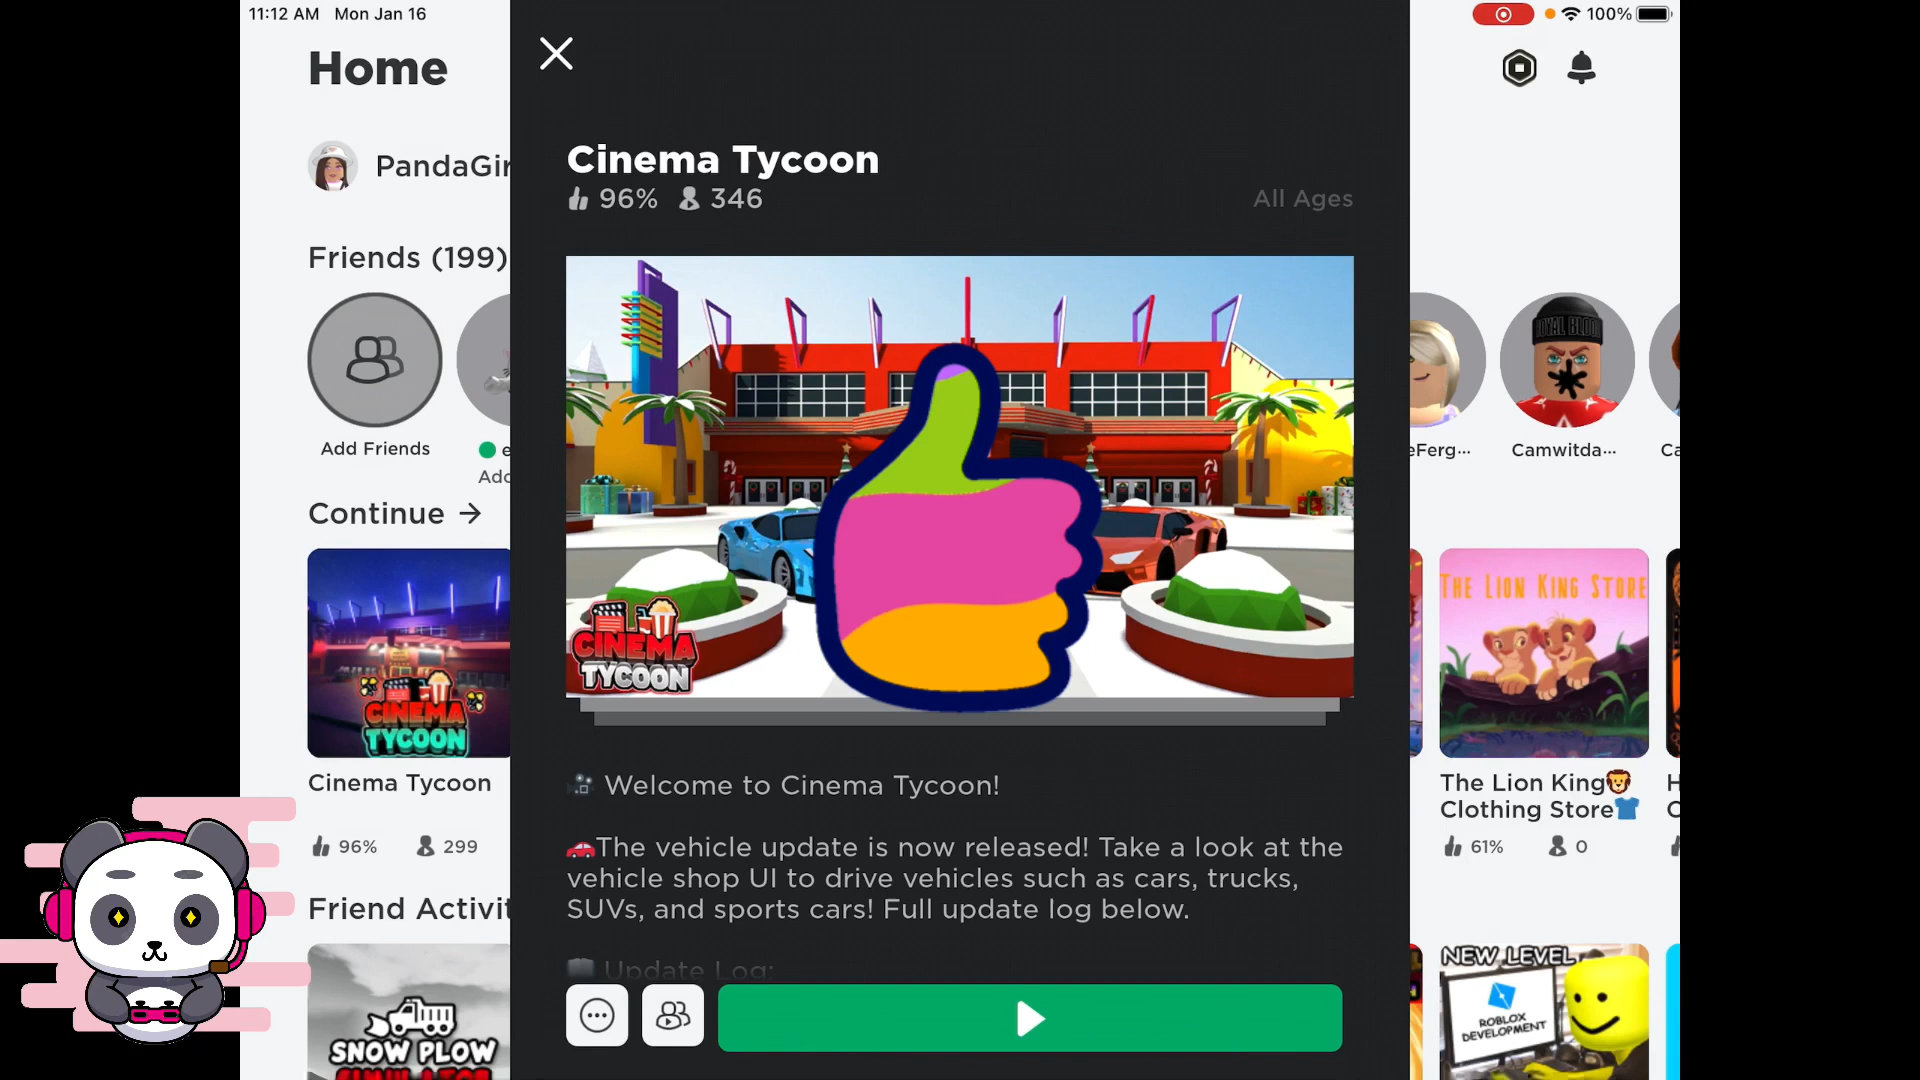 11:12 AM Mon Jan 16
100%
Home
PandaGir
Friends (199)
Add Friends
Continue →
CINEMA
TYCOON
Cinema Tycoon
96% 299
Friend Activit
SNOW PLOW
Cinema Tycoon
96% 346
All Ages
CINEMA
TYCOON
Welcome to Cinema Tycoon!
The vehicle update is now released! Take a look at the
vehicle shop UI to drive vehicles such as cars, trucks,
SUVs, and sports cars! Full update log below.
Update Log:
ROYAL BLOOD
eFerg...
Camwitda...
THE LION KING STORE
The Lion King
Clothing Store
61% 0
NEW LEVEL
ROBLOX
DEVELOPMENT